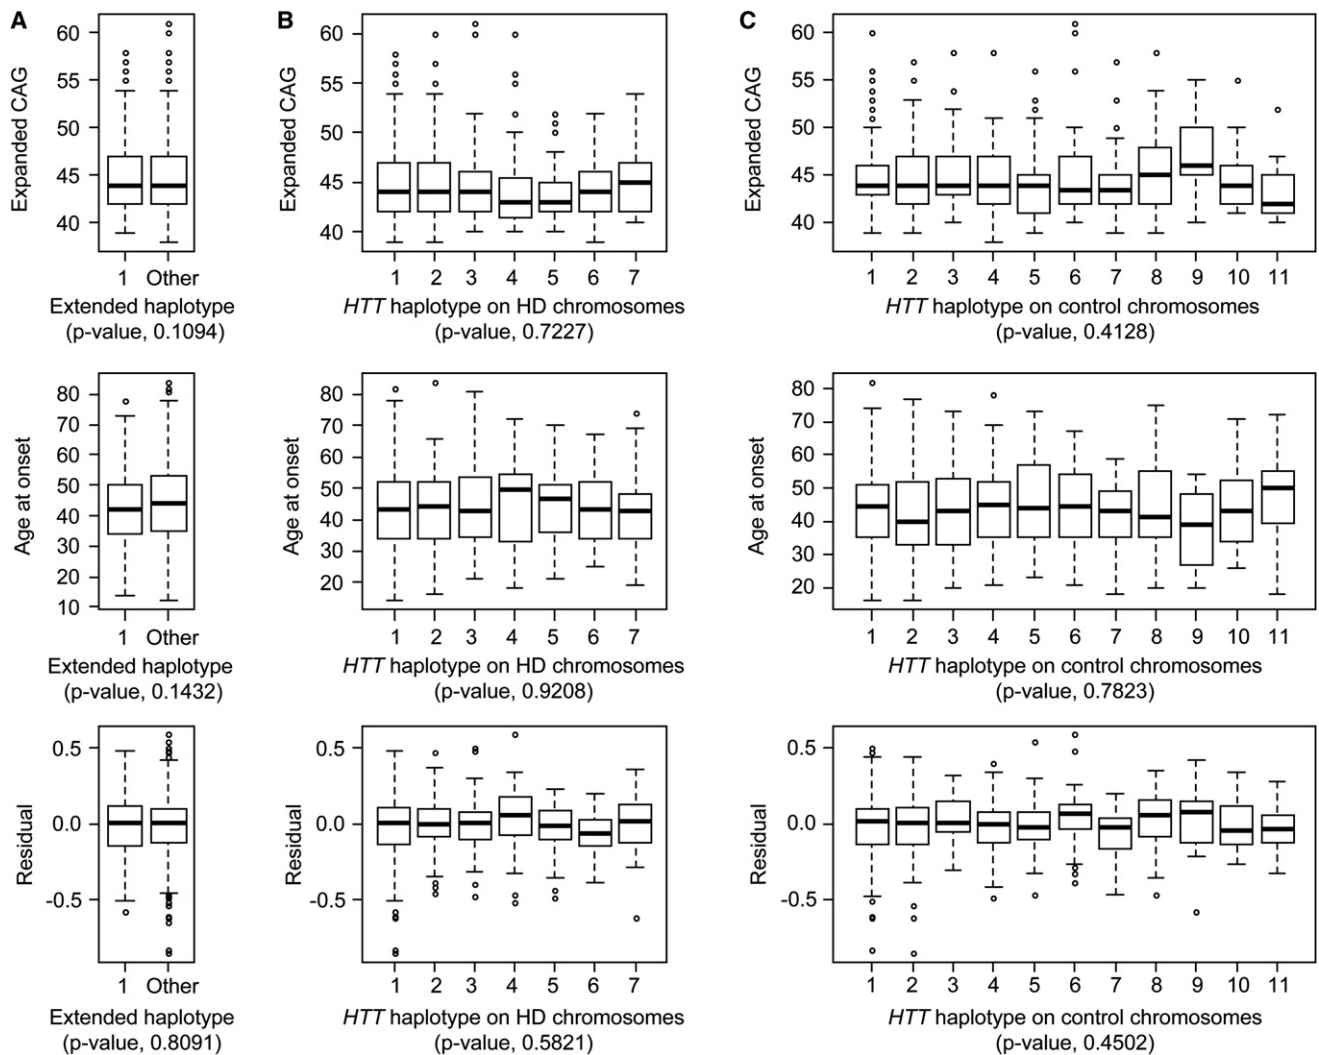 A
Expanded CAG
60
55
50
45
40
1 Other
Extended haplotype
(p-value, 0.1094)
B
Expanded CAG
60
55
50
45
40
1 2 3 4 5 6 7
HTT haplotype on HD chromosomes
(p-value, 0.7227)
C
Expanded CAG
60
55
50
45
40
1 2 3 4 5 6 7 8 9 10 11
HTT haplotype on control chromosomes
(p-value, 0.4128)
Age at onset
80
70
60
50
40
30
20
10
1 Other
Extended haplotype
(p-value, 0.1432)
Age at onset
80
70
60
50
40
30
20
1 2 3 4 5 6 7
HTT haplotype on HD chromosomes
(p-value, 0.9208)
Age at onset
80
70
60
50
40
30
20
1 2 3 4 5 6 7 8 9 10 11
HTT haplotype on control chromosomes
(p-value, 0.7823)
Residual
0.5
0.0
-0.5
1 Other
Extended haplotype
(p-value, 0.8091)
Residual
0.5
0.0
-0.5
1 2 3 4 5 6 7
HTT haplotype on HD chromosomes
(p-value, 0.5821)
Residual
0.5
0.0
-0.5
1 2 3 4 5 6 7 8 9 10 11
HTT haplotype on control chromosomes
(p-value, 0.4502)